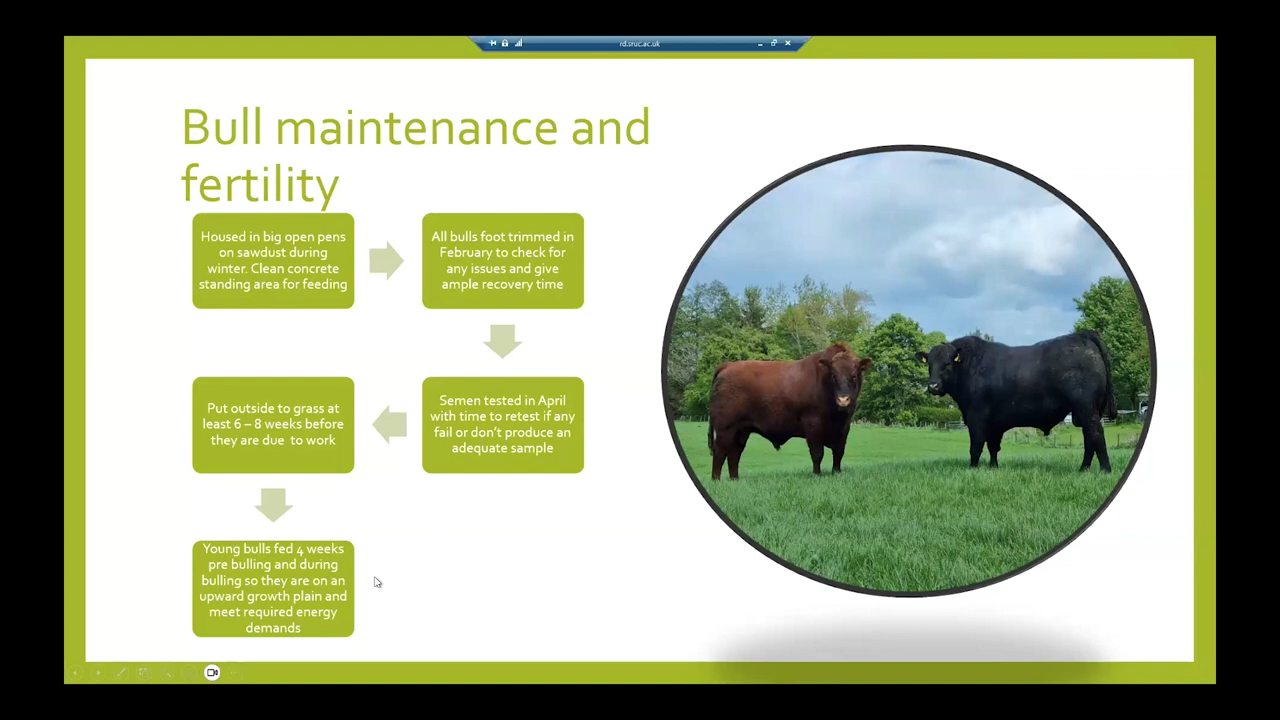 rd.sruc.ac.uk
Bull maintenance and
fertility
Housed in big open pens
on sawdust during
winter. Clean concrete
standing area for feeding
All bulls foot trimmed in
February to check for
any issues and give
ample recovery time
Semen tested in April
with time to retest if any
fail or don't produce an
adequate sample
Put outside to grass at
least 6 – 8 weeks before
they are due to work
Young bulls fed 4 weeks
pre bulling and during
bulling so they are on an
upward growth plain and
meet required energy
demands